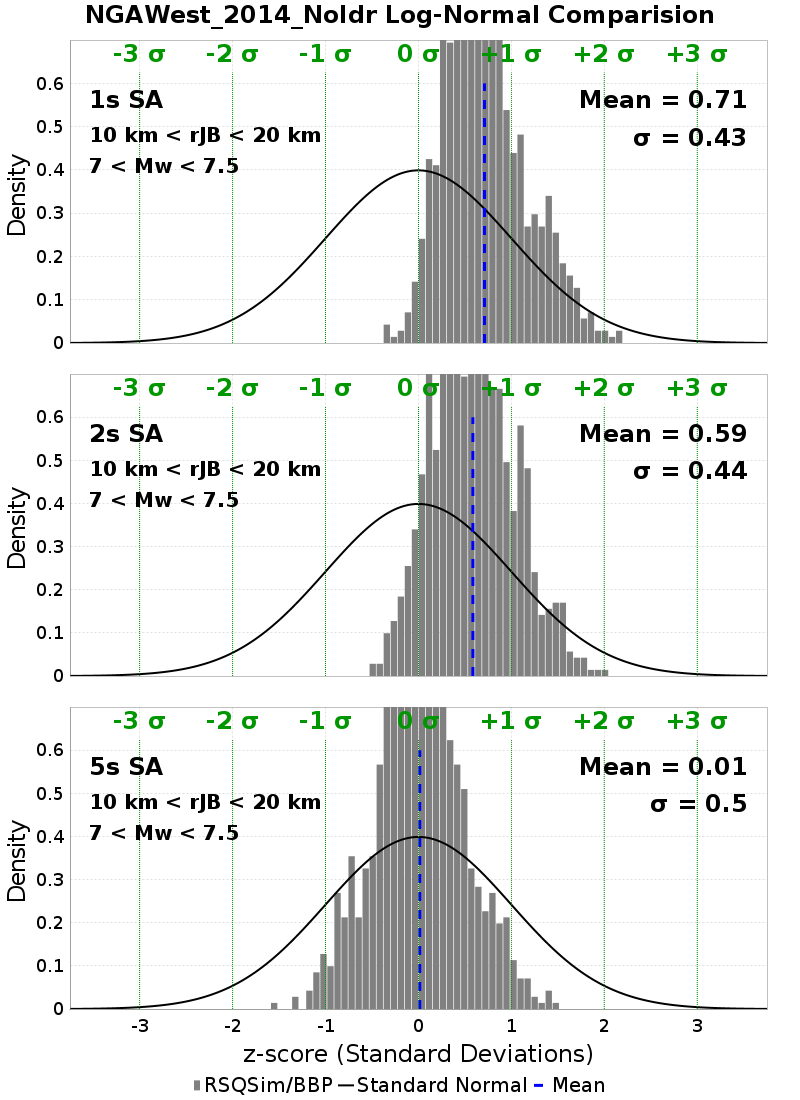 NGAWest_2014_NoIdr Log-Normal Comparision
-3 σ -2 σ -1 σ 0 σ +1 σ +2 σ +3 σ
0.6
1s SA Mean = 0.71
0.5
10 km < rJB < 20 km σ = 0.43
7 < Mw < 7.5
0.4
0.3
0.2
0.1
0
Density
-3 σ -2 σ -1 σ 0 σ +1 σ +2 σ +3 σ
0.6
2s SA Mean = 0.59
0.5
10 km < rJB < 20 km σ = 0.44
7 < Mw < 7.5
0.4
0.3
0.2
0.1
0
Density
-3 σ -2 σ -1 σ 0 σ +1 σ +2 σ +3 σ
0.6
5s SA Mean = 0.01
0.5
10 km < rJB < 20 km σ = 0.5
7 < Mw < 7.5
0.4
0.3
0.2
0.1
0
Density
-3 -2 -1 0 1 2 3
z-score (Standard Deviations)
RSQSim/BBP Standard Normal Mean